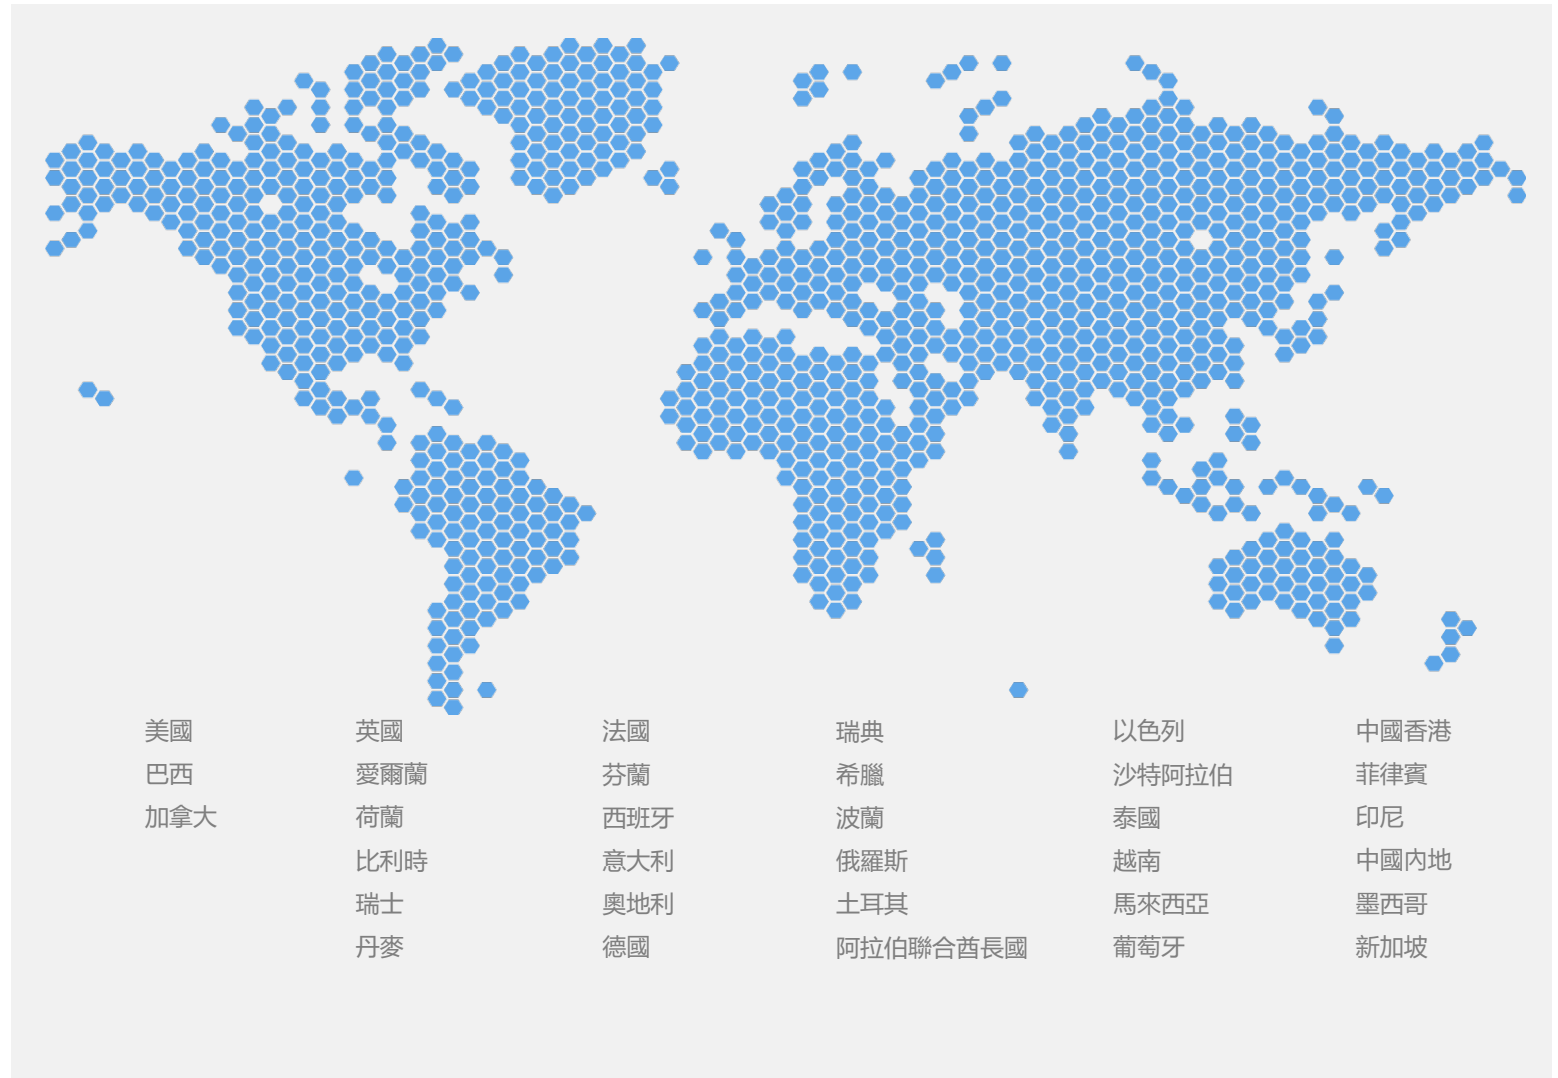 美國
巴西
加拿大
英國
愛爾蘭
荷蘭
比利時
瑞士
丹麥
法國
芬蘭
西班牙
意大利
奧地利
德國
瑞典
希臘
波蘭
俄羅斯
土耳其
阿拉伯聯合酋長國
以色列
沙特阿拉伯
泰國
越南
馬來西亞
葡萄牙
中國香港
菲律賓
印尼
中國內地
墨西哥
新加坡